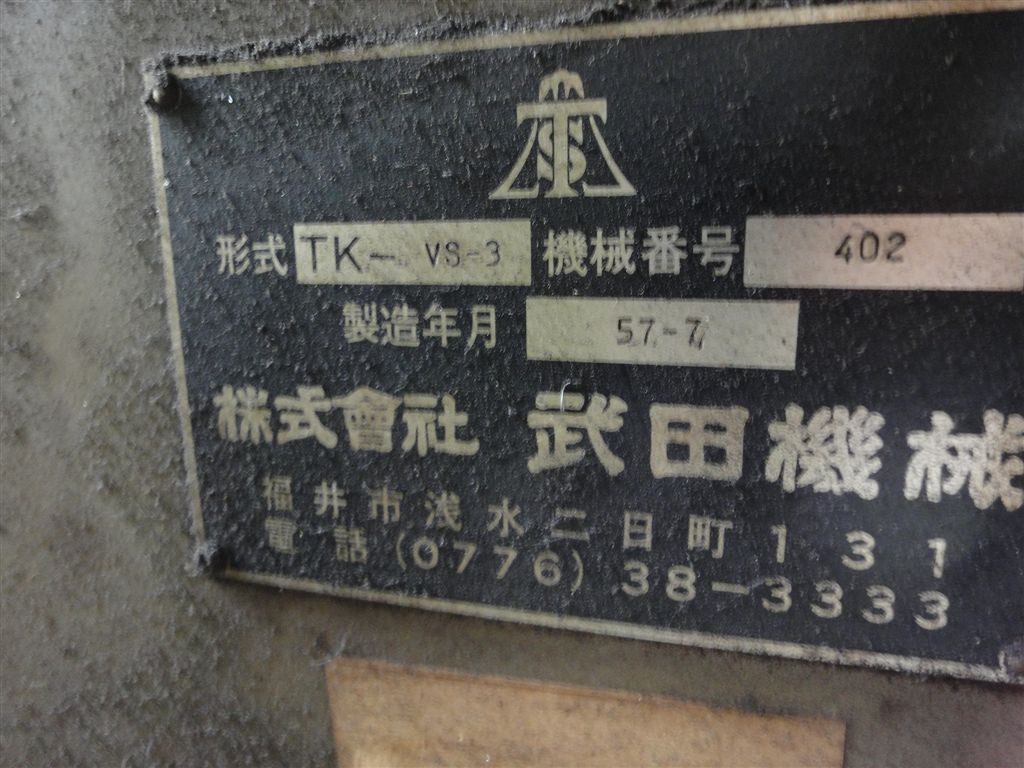 TS
形式 TK- VS-3 機械番号 402
製造年月 57-7
株式會社 武田機械
福井市浅水二日町131
電話(0776)38-3333